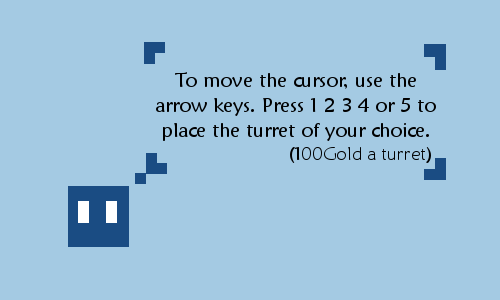 To move the cursor, use the
arrow keys. Press 1 2 3 4 or 5 to
place the turret of your choice.
(100Gold a turret)